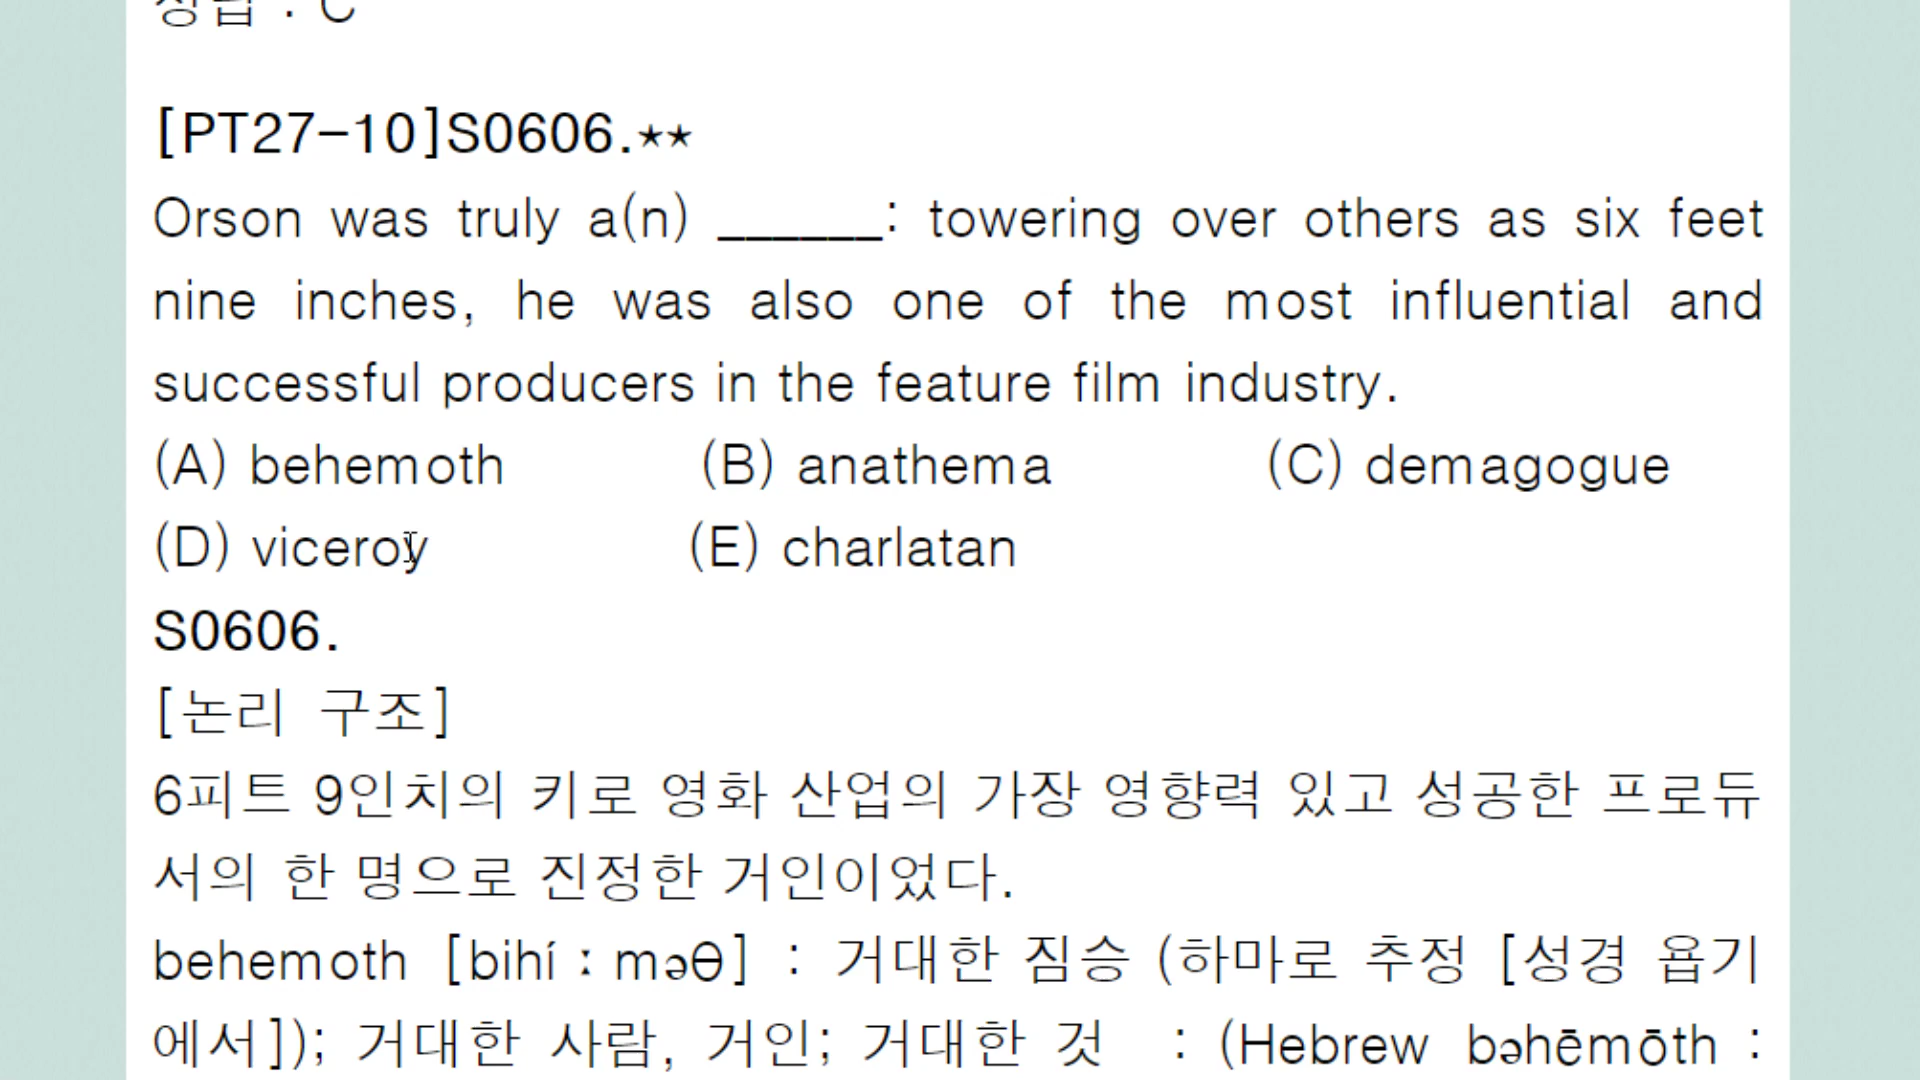 정답 : C
[PT27-10]S0606.★★
Orson was truly a(n) ______: towering over others as six feet
nine inches, he was also one of the most influential and
successful producers in the feature film industry.
(A) behemoth (B) anathema (C) demagogue
(D) viceroy (E) charlatan
S0606.
[논리 구조]
6피트 9인치의 키로 영화 산업의 가장 영향력 있고 성공한 프로듀
서의 한 명으로 진정한 거인이었다.
behemoth [bihí : məθ] : 거대한 짐승 (하마로 추정 [성경 욥기
에서]); 거대한 사람, 거인; 거대한 것 : (Hebrew bəhēmōth :